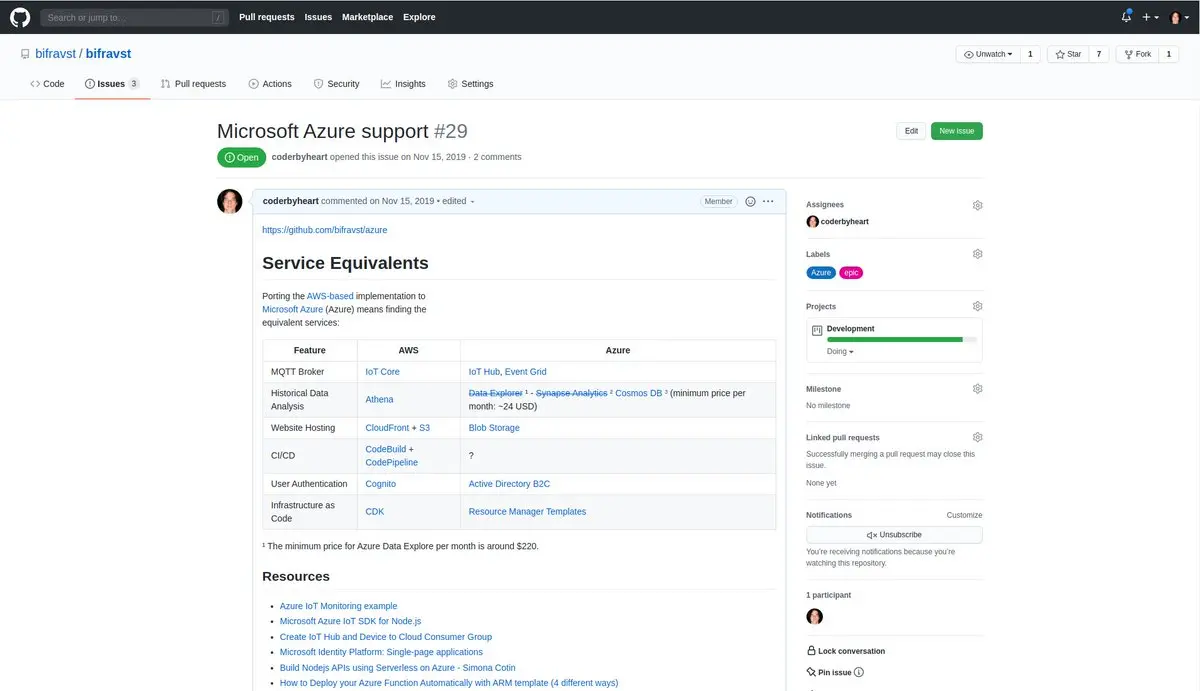 Search or jump to... /
Pull requests Issues Marketplace Explore
bifravst / bifravst
Unwatch 1 Star 7 Fork 1
Code Issues 3 Pull requests Actions Security Insights Settings
Microsoft Azure support #29
Edit New issue
Open coderbyheart opened this issue on Nov 15, 2019 · 2 comments
coderbyheart commented on Nov 15, 2019 • edited
Member
https://github.com/bifravst/azure
Service Equivalents
Porting the AWS-based implementation to
Microsoft Azure (Azure) means finding the
equivalent services:
Feature AWS Azure
MQTT Broker IoT Core IoT Hub, Event Grid
Historical Data
Analysis
Athena
Data Explorer ¹ - Synapse Analytics ² Cosmos DB ³ (minimum price per
month: ~24 USD)
Website Hosting CloudFront + S3 Blob Storage
CI/CD
CodeBuild +
CodePipeline
?
User Authentication Cognito Active Directory B2C
Infrastructure as
Code
CDK Resource Manager Templates
¹ The minimum price for Azure Data Explore per month is around $220.
Resources
• Azure IoT Monitoring example
• Microsoft Azure IoT SDK for Node.js
• Create IoT Hub and Device to Cloud Consumer Group
• Microsoft Identity Platform: Single-page applications
• Build Nodejs APIs using Serverless on Azure - Simona Cotin
• How to Deploy your Azure Function Automatically with ARM template (4 different ways)
Assignees
coderbyheart
Labels
Azure epic
Projects
Development
Doing
Milestone
No milestone
Linked pull requests
Successfully merging a pull request may close this
issue.
None yet
Notifications Customize
Unsubscribe
You're receiving notifications because you're
watching this repository.
1 participant
Lock conversation
Pin issue